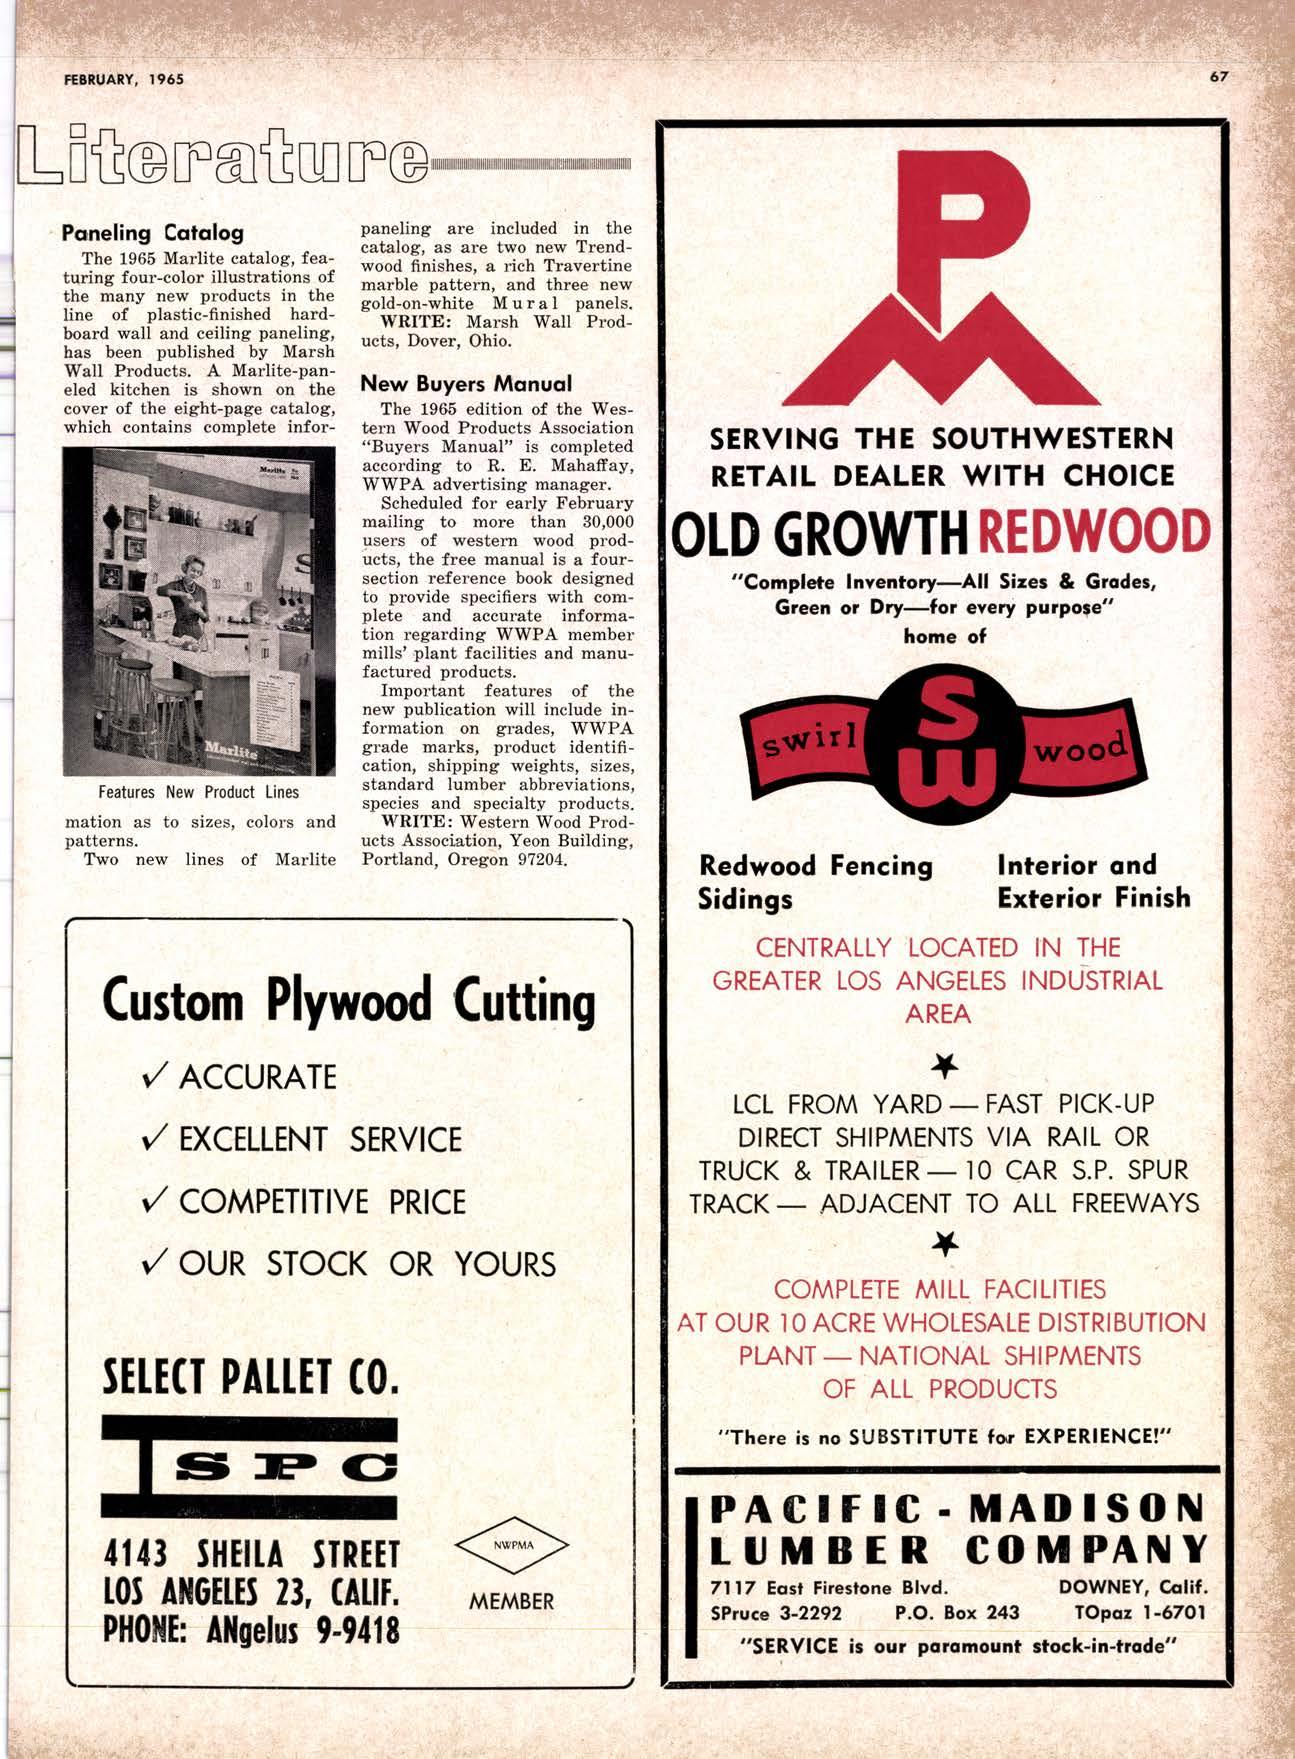 FEBRUARY, 1965
67
Literature
Paneling Catalog
The 1965 Marlite catalog, fea-
turing four-color illustrations of
the many new products in the
line of plastic-finished hard-
board wall and ceiling paneling,
has been published by Marsh
Wall Products. A Marlite-pan-
eled kitchen is shown on the
cover of the eight-page catalog,
which contains complete infor-
Marlite
Marlite
Features New Product Lines
mation as to sizes, colors and
patterns.
Two new lines of Marlite
paneling are included in the
catalog, as are two new Trend-
wood finishes, a rich Travertine
marble pattern, and three new
gold-on-white Mural panels.
WRITE: Marsh Wall Prod-
ucts, Dover, Ohio.
New Buyers Manual
The 1965 edition of the Wes-
tern Wood Products Association
"Buyers Manual" is completed
according to R. E. Mahaffay,
WWPA advertising manager.
Scheduled for early February
mailing to more than 30,000
users of western wood prod-
ucts, the free manual is a four-
section reference book designed
to provide specifiers with com-
plete and accurate informa-
tion regarding WWPA member
mills' plant facilities and manu-
factured products.
Important features of the
new publication will include in-
formation on grades, WWPA
grade marks, product identifi-
cation, shipping weights, sizes,
standard lumber abbreviations,
species and specialty products.
WRITE: Western Wood Prod-
ucts Association, Yeon Building,
Portland, Oregon 97204.
Custom Plywood Cutting
✓ ACCURATE
✓ EXCELLENT SERVICE
✓ COMPETITIVE PRICE
✓ OUR STOCK OR YOURS
SELECT PALLET CO.
SPC
4143 SHEILA STREET
LOS ANGELES 23, CALIF.
PHONE: ANgelus 9-9418
NWPMA
MEMBER
PM
SERVING THE SOUTHWESTERN
RETAIL DEALER WITH CHOICE
OLD GROWTH REDWOOD
"Complete Inventory—All Sizes & Grades,
Green or Dry—for every purpose"
home of
swirl SW wood
Redwood Fencing
Sidings
Interior and
Exterior Finish
CENTRALLY LOCATED IN THE
GREATER LOS ANGELES INDUSTRIAL
AREA
LCL FROM YARD — FAST PICK-UP
DIRECT SHIPMENTS VIA RAIL OR
TRUCK & TRAILER — 10 CAR S.P. SPUR
TRACK — ADJACENT TO ALL FREEWAYS
COMPLETE MILL FACILITIES
AT OUR 10 ACRE WHOLESALE DISTRIBUTION
PLANT — NATIONAL SHIPMENTS
OF ALL PRODUCTS
"There is no SUBSTITUTE for EXPERIENCE!"
PACIFIC - MADISON
LUMBER COMPANY
7117 East Firestone Blvd. DOWNEY, Calif.
SPruce 3-2292 P.O. Box 243 TOpaz 1-6701
"SERVICE is our paramount stock-in-trade"